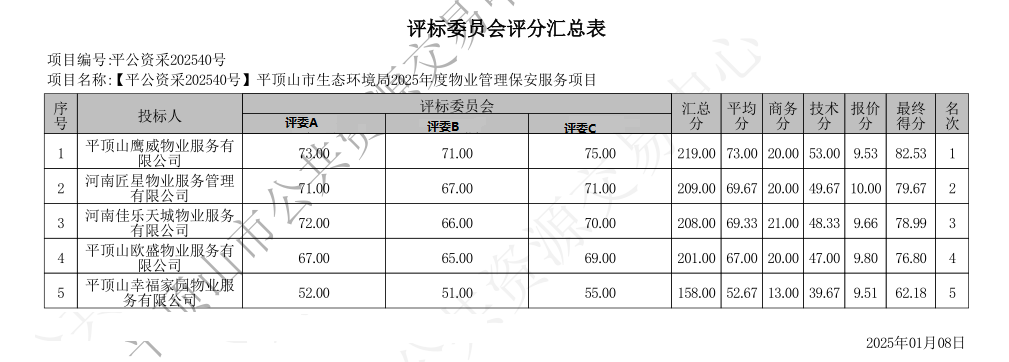 评标委员会评分汇总表
项目编号:平公资采202540号
项目名称:【平公资采202540号】平顶山市生态环境局2025年度物业管理保安服务项目
序号 投标人 评标委员会 汇总分 平均分 商务分 技术分 报价分 最终得分 名次
评委A 评委B 评委C
1 平顶山鹰威物业服务有限公司 73.00 71.00 75.00 219.00 73.00 20.00 53.00 9.53 82.53 1
2 河南匠星物业服务管理有限公司 71.00 67.00 71.00 209.00 69.67 20.00 49.67 10.00 79.67 2
3 河南佳乐天城物业服务有限公司 72.00 66.00 70.00 208.00 69.33 21.00 48.33 9.66 78.99 3
4 平顶山欧盛物业服务有限公司 67.00 65.00 69.00 201.00 67.00 20.00 47.00 9.80 76.80 4
5 平顶山幸福家园物业服务有限公司 52.00 51.00 55.00 158.00 52.67 13.00 39.67 9.51 62.18 5
2025年01月08日